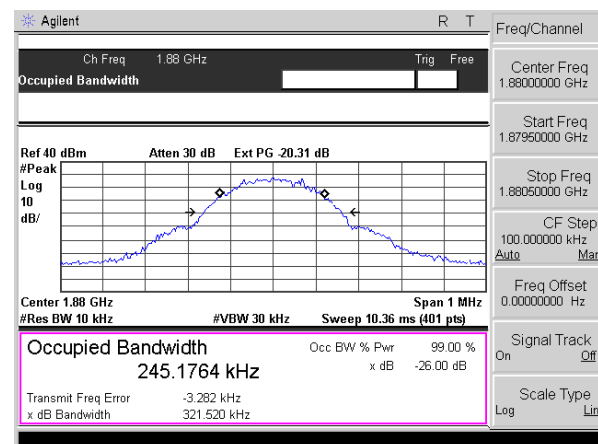 Agilent R T
Ch Freq 1.88 GHz Trig Free
Occupied Bandwidth
Ref 40 dBm Atten 30 dB Ext PG -20.31 dB
#Peak
Log
10
dB/
Center 1.88 GHz Span 1 MHz
#Res BW 10 kHz #VBW 30 kHz Sweep 10.36 ms (401 pts)
Occupied Bandwidth
245.1764 kHz
Occ BW % Pwr 99.00 %
x dB -26.00 dB
Transmit Freq Error -3.282 kHz
x dB Bandwidth 321.520 kHz
Freq/Channel
Center Freq
1.88000000 GHz
Start Freq
1.87950000 GHz
Stop Freq
1.88050000 GHz
CF Step
100.000000 kHz
Auto Mar
Freq Offset
0.00000000 Hz
Signal Track
On Off
Scale Type
Log Lin